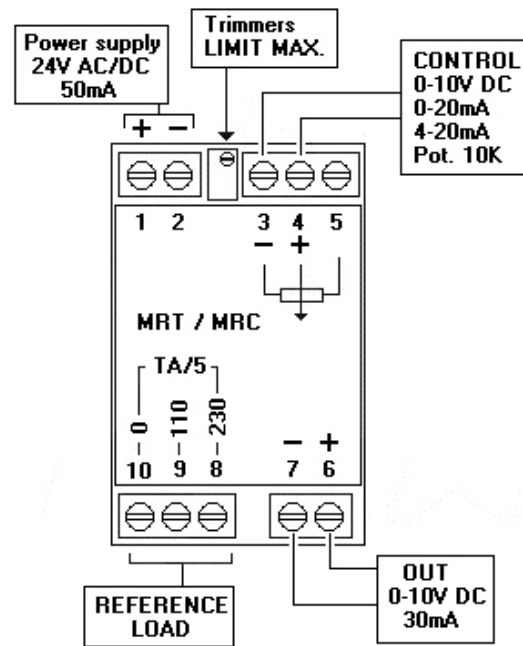 Trimmers
LIMIT MAX.
Power supply
24V AC/DC
50mA
CONTROL
0-10V DC
0-20mA
4-20mA
Pot. 10K
+ −
1 2 3 4 5
− +
MRT / MRC
TA/5
0 110 230
− +
10 9 8 7 6
REFERENCE
LOAD
OUT
0-10V DC
30mA